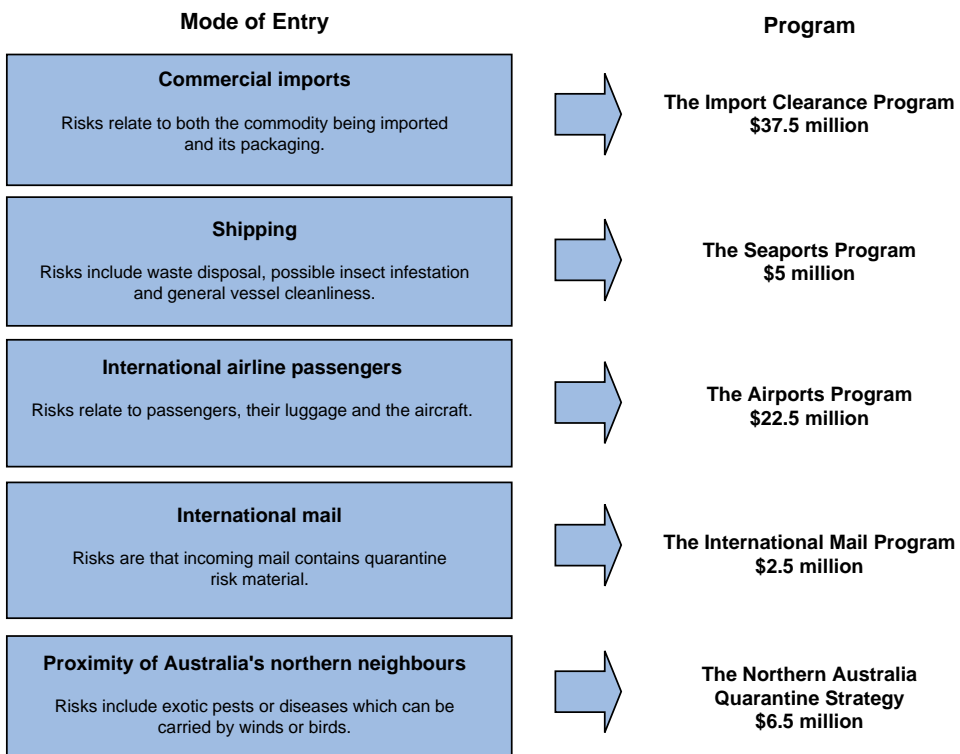 Mode of Entry
Program
Commercial imports
Risks relate to both the commodity being imported
and its packaging.
The Import Clearance Program
$37.5 million
Shipping
Risks include waste disposal, possible insect infestation
and general vessel cleanliness.
The Seaports Program
$5 million
International airline passengers
Risks relate to passengers, their luggage and the aircraft.
The Airports Program
$22.5 million
International mail
Risks are that incoming mail contains quarantine
risk material.
The International Mail Program
$2.5 million
Proximity of Australia's northern neighbours
Risks include exotic pests or diseases which can be
carried by winds or birds.
The Northern Australia
Quarantine Strategy
$6.5 million